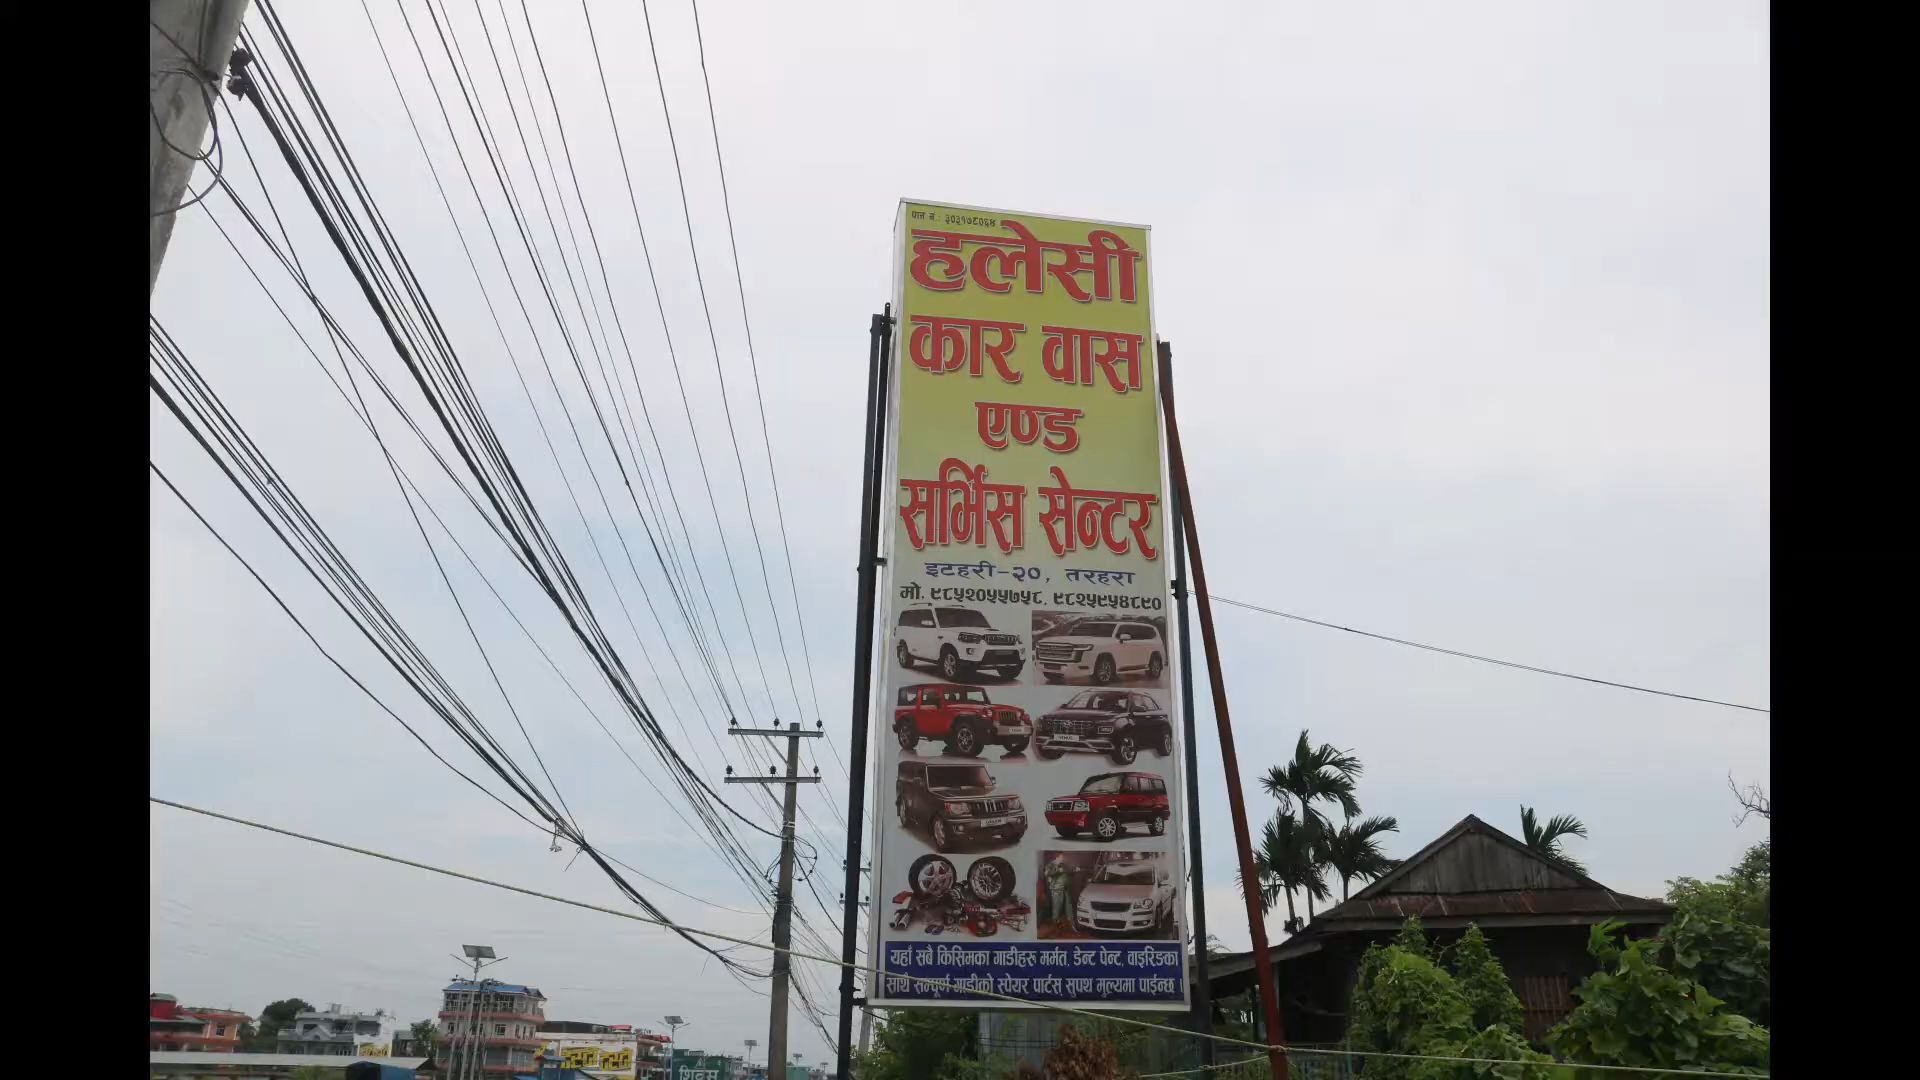 पान नं.: ३०३१७८०६४
हलेसी
कार वास
एण्ड
सर्भिस सेन्टर
इटहरी-२०, तरहरा
मो. ९८५२०५५७५८, ९८२५९५४८९०
यहाँ सबै किसिमका गाडीहरू मर्मत, डेन्ट पेन्ट, वाइरिङका
साथै सम्पूर्ण गाडीको स्पेयर पार्टस् सुपथ मुल्यमा पाईन्छ ।